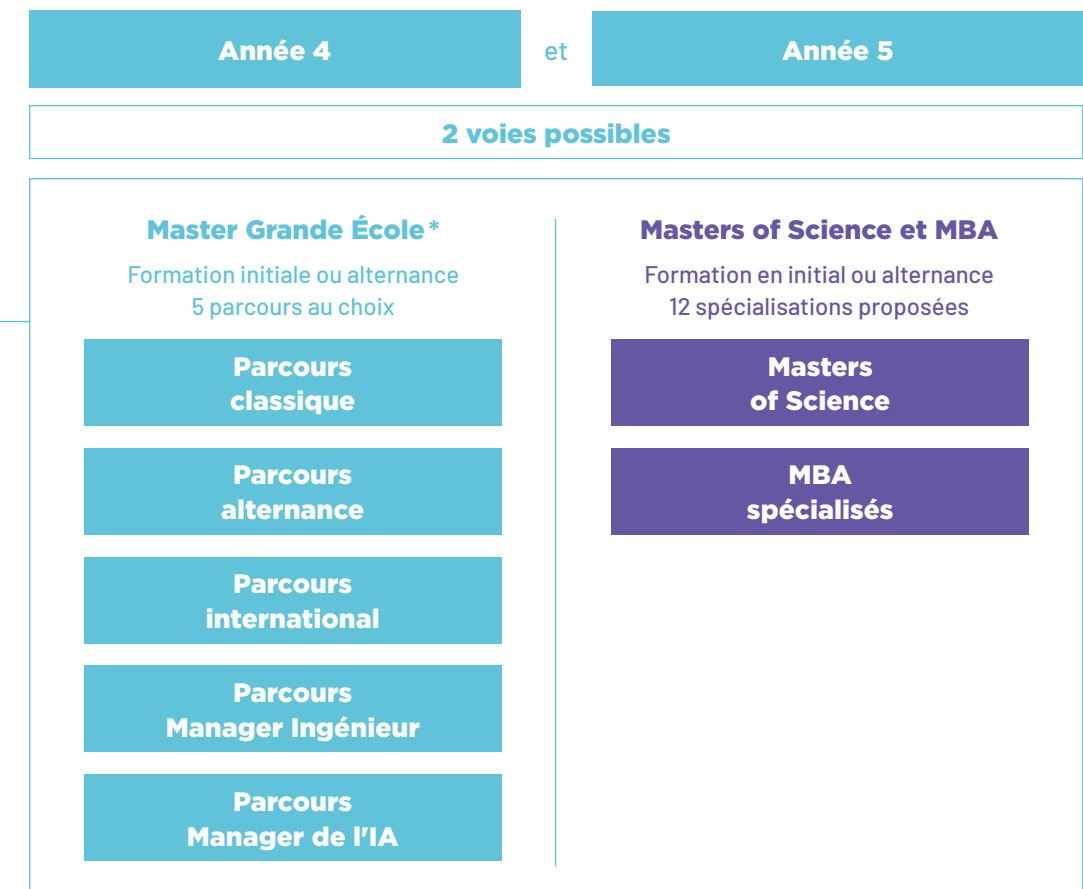 Année 4
et
Année 5
2 voies possibles
Master Grande École*
Formation initiale ou alternance
5 parcours au choix
Parcours
classique
Parcours
alternance
Parcours
international
Parcours
Manager Ingénieur
Parcours
Manager de l'IA
Masters of Science et MBA
Formation en initial ou alternance
12 spécialisations proposées
Masters
of Science
MBA
spécialisés